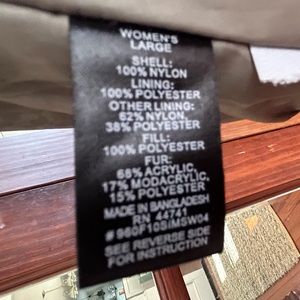 WOMEN'S
LARGE
SHELL:
100% NYLON
LINING:
100% POLYESTER
OTHER LINING:
62% NYLON,
38% POLYESTER
FILL:
100% POLYESTER
FUR:
68% ACRYLIC,
17% MODACRYLIC,
15% POLYESTER
MADE IN BANGLADESH
RN 44741
#960F10SIMSW04
SEE REVERSE SIDE
FOR INSTRUCTION